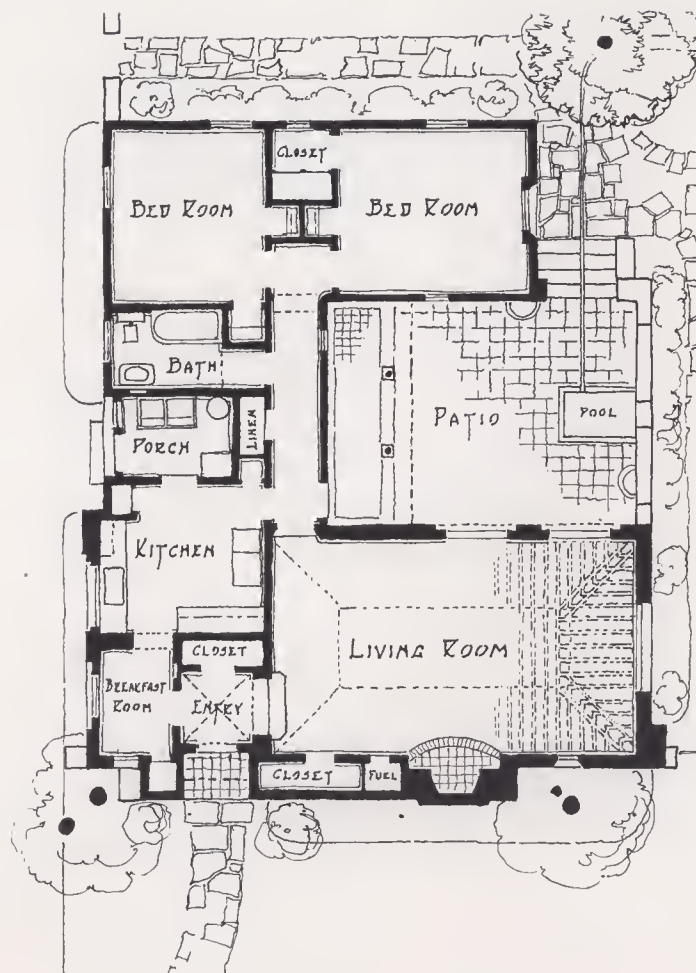 CLOSET
BED ROOM
BED ROOM
BATH
PATIO
POOL
LINEN
PORCH
KITCHEN
LIVING ROOM
CLOSET
BREAKFAST
ROOM
ENTRY
CLOSET
FUEL